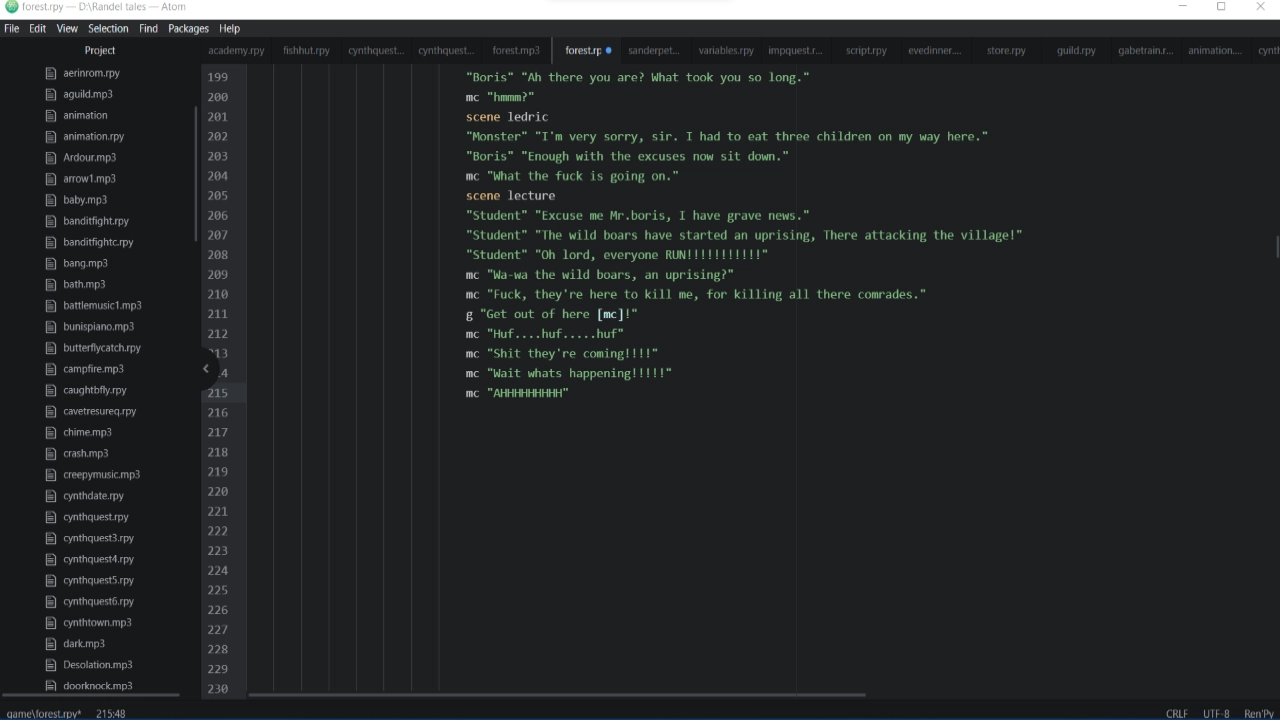 forest.rpy — D:\Randel tales — Atom
File Edit View Selection Find Packages Help
Project
academy.rpy fishhut.rpy cynthquest... cynthquest... forest.mp3 forest.rp sanderpet... variables.rpy impquest.r... script.rpy evedinner.... store.rpy guild.rpy gabetrain.r... animation.... cynth
aerinrom.rpy
aguild.mp3
animation
animation.rpy
Ardour.mp3
arrow1.mp3
baby.mp3
banditfight.rpy
banditfightc.rpy
bang.mp3
bath.mp3
battlemusic1.mp3
bunispiano.mp3
butterflycatch.rpy
campfire.mp3
caughtbfly.rpy
cavetresureq.rpy
chime.mp3
crash.mp3
creepymusic.mp3
cynthdate.rpy
cynthquest.rpy
cynthquest3.rpy
cynthquest4.rpy
cynthquest5.rpy
cynthquest6.rpy
cynthtown.mp3
dark.mp3
Desolation.mp3
doorknock.mp3
199 "Boris" "Ah there you are? What took you so long."
200 mc "hmmm?"
201 scene ledric
202 "Monster" "I'm very sorry, sir. I had to eat three children on my way here."
203 "Boris" "Enough with the excuses now sit down."
204 mc "What the fuck is going on."
205 scene lecture
206 "Student" "Excuse me Mr.boris, I have grave news."
207 "Student" "The wild boars have started an uprising, There attacking the village!"
208 "Student" "Oh lord, everyone RUN!!!!!!!!!!!"
209 mc "Wa-wa the wild boars, an uprising?"
210 mc "Fuck, they're here to kill me, for killing all there comrades."
211 g "Get out of here [mc]!"
212 mc "Huf....huf.....huf"
13 mc "Shit they're coming!!!!"
4 mc "Wait whats happening!!!!!"
215 mc "AHHHHHHHHH"
216
217
218
219
220
221
222
223
224
225
226
227
228
229
230
game\forest.rpy* 215:48 CRLF UTF-8 Ren'Py